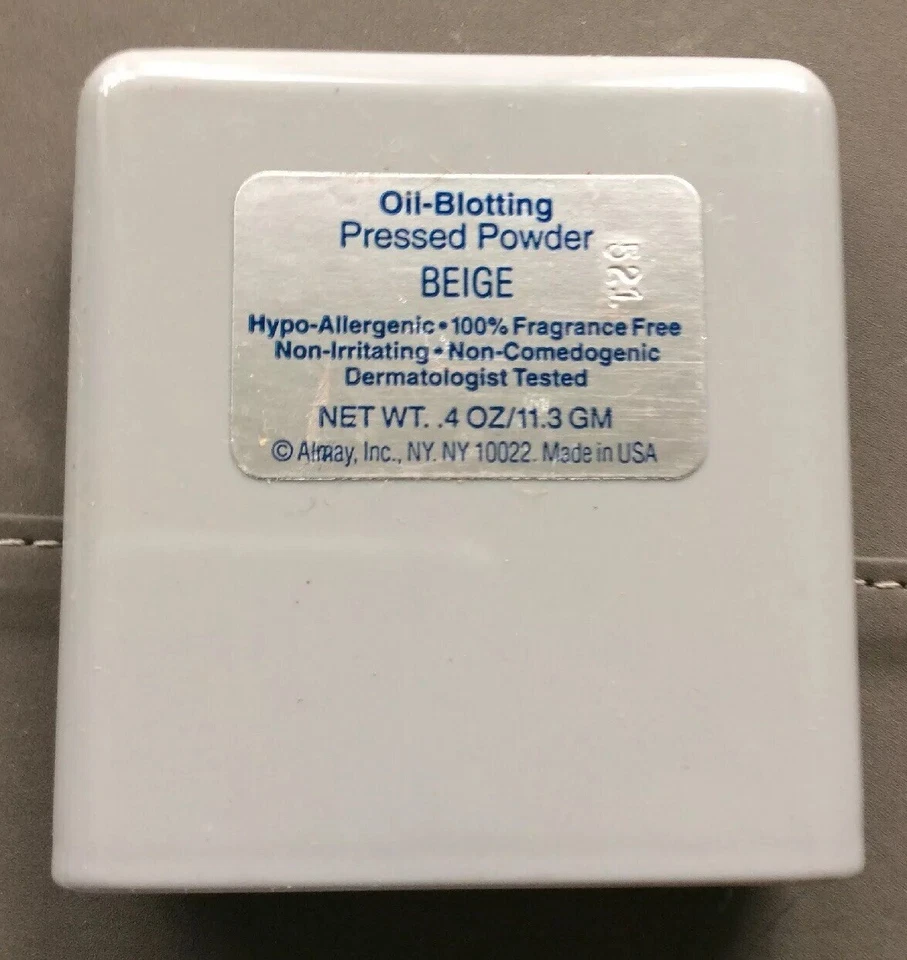 Oil-Blotting
Pressed Powder
BEIGE
521
Hypo-Allergenic • 100% Fragrance Free
Non-Irritating • Non-Comedogenic
Dermatologist Tested
NET WT. .4 OZ/11.3 GM
© Almay, Inc., NY. NY 10022. Made in USA